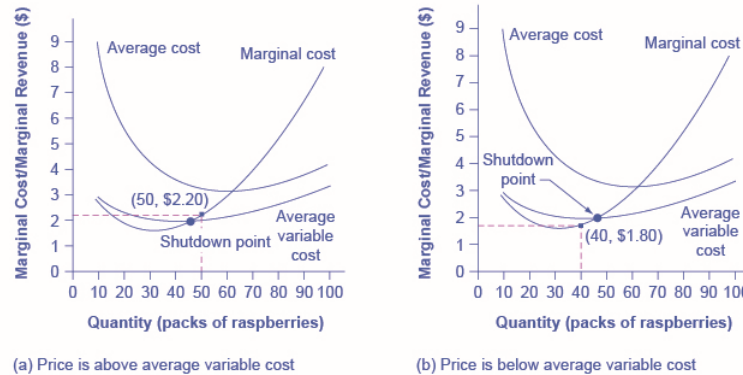 Marginal Cost/Marginal Revenue ($)
9
8
7
6
5
4
3
2
1
0
Average cost
Marginal cost
(50, $2.20)
Shutdown point
Average
variable
cost
0 10 20 30 40 50 60 70 80 90 100
Quantity (packs of raspberries)
(a) Price is above average variable cost
Marginal Cost/Marginal Revenue ($)
9
8
7
6
5
4
3
2
1
0
Average cost
Marginal cost
Shutdown
point
(40, $1.80)
Average
variable
cost
0 10 20 30 40 50 60 70 80 90 100
Quantity (packs of raspberries)
(b) Price is below average variable cost